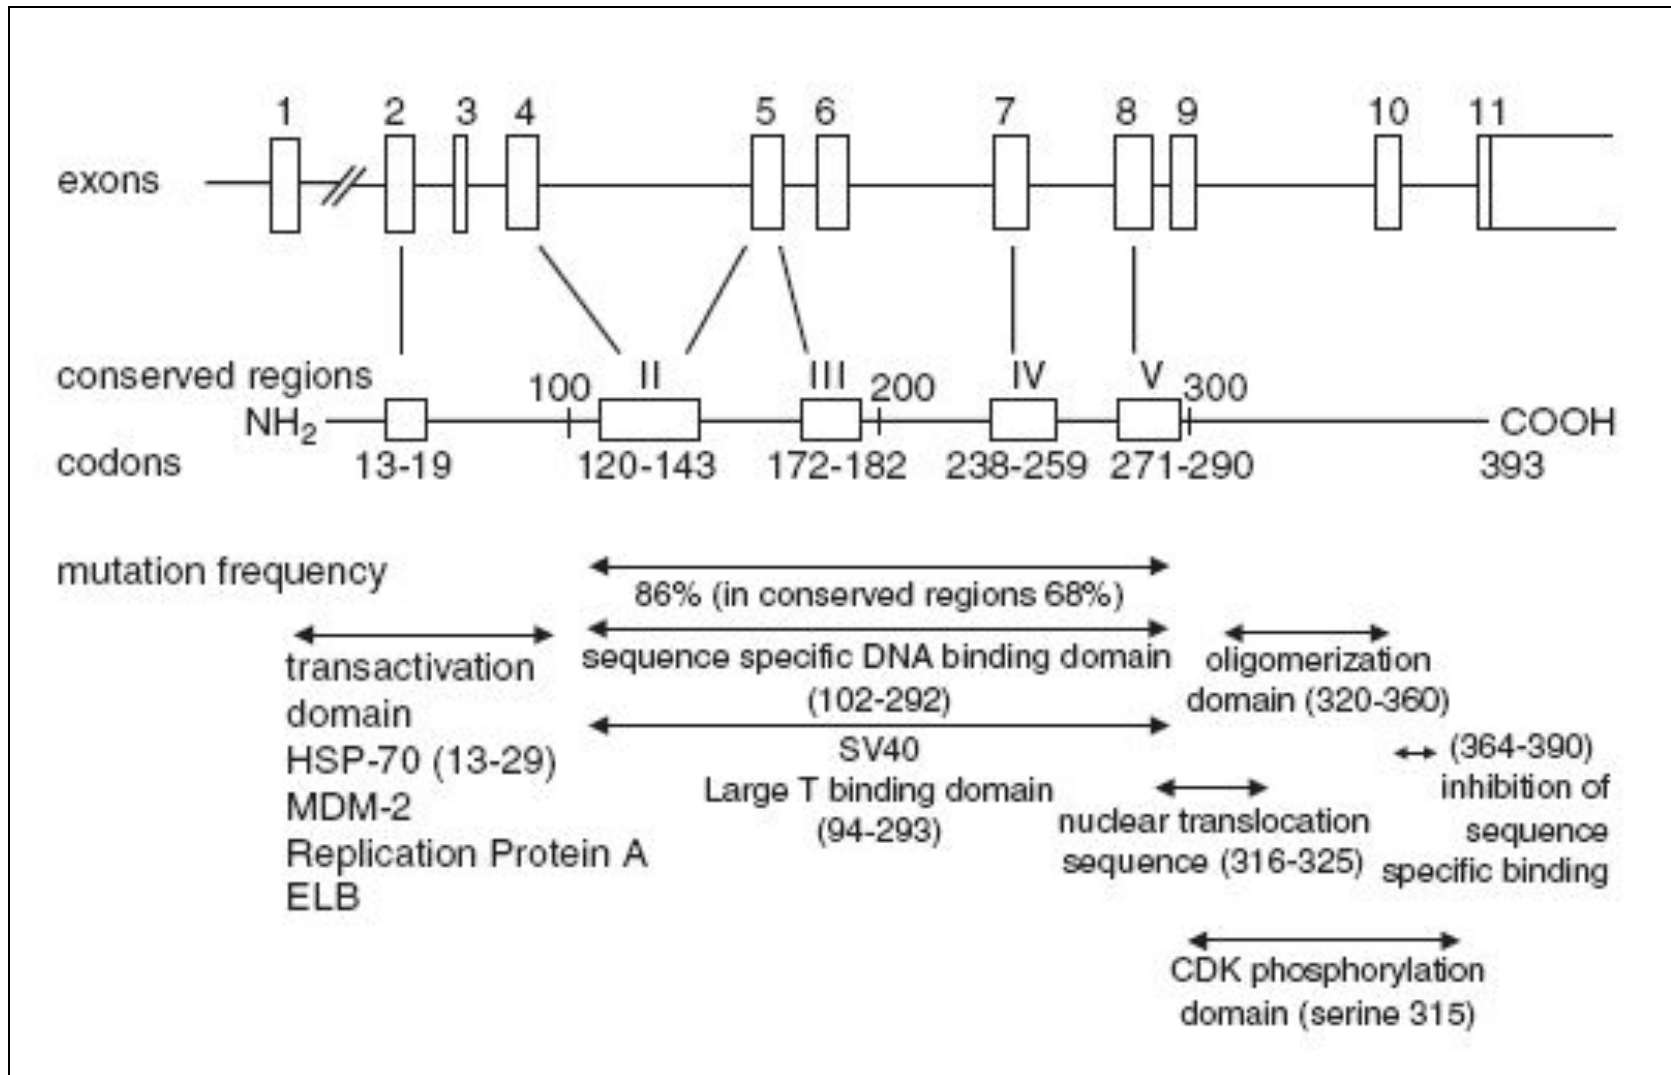 1 2 3 4 5 6 7 8 9 10 11
exons
conserved regions
II III IV V
100 200 300
NH₂ COOH
codons
13-19 120-143 172-182 238-259 271-290 393
mutation frequency
86% (in conserved regions 68%)
transactivation
domain
HSP-70 (13-29)
MDM-2
Replication Protein A
ELB
sequence specific DNA binding domain
(102-292)
SV40
Large T binding domain
(94-293)
oligomerization
domain (320-360)
(364-390)
inhibition of
sequence
specific binding
nuclear translocation
sequence (316-325)
CDK phosphorylation
domain (serine 315)